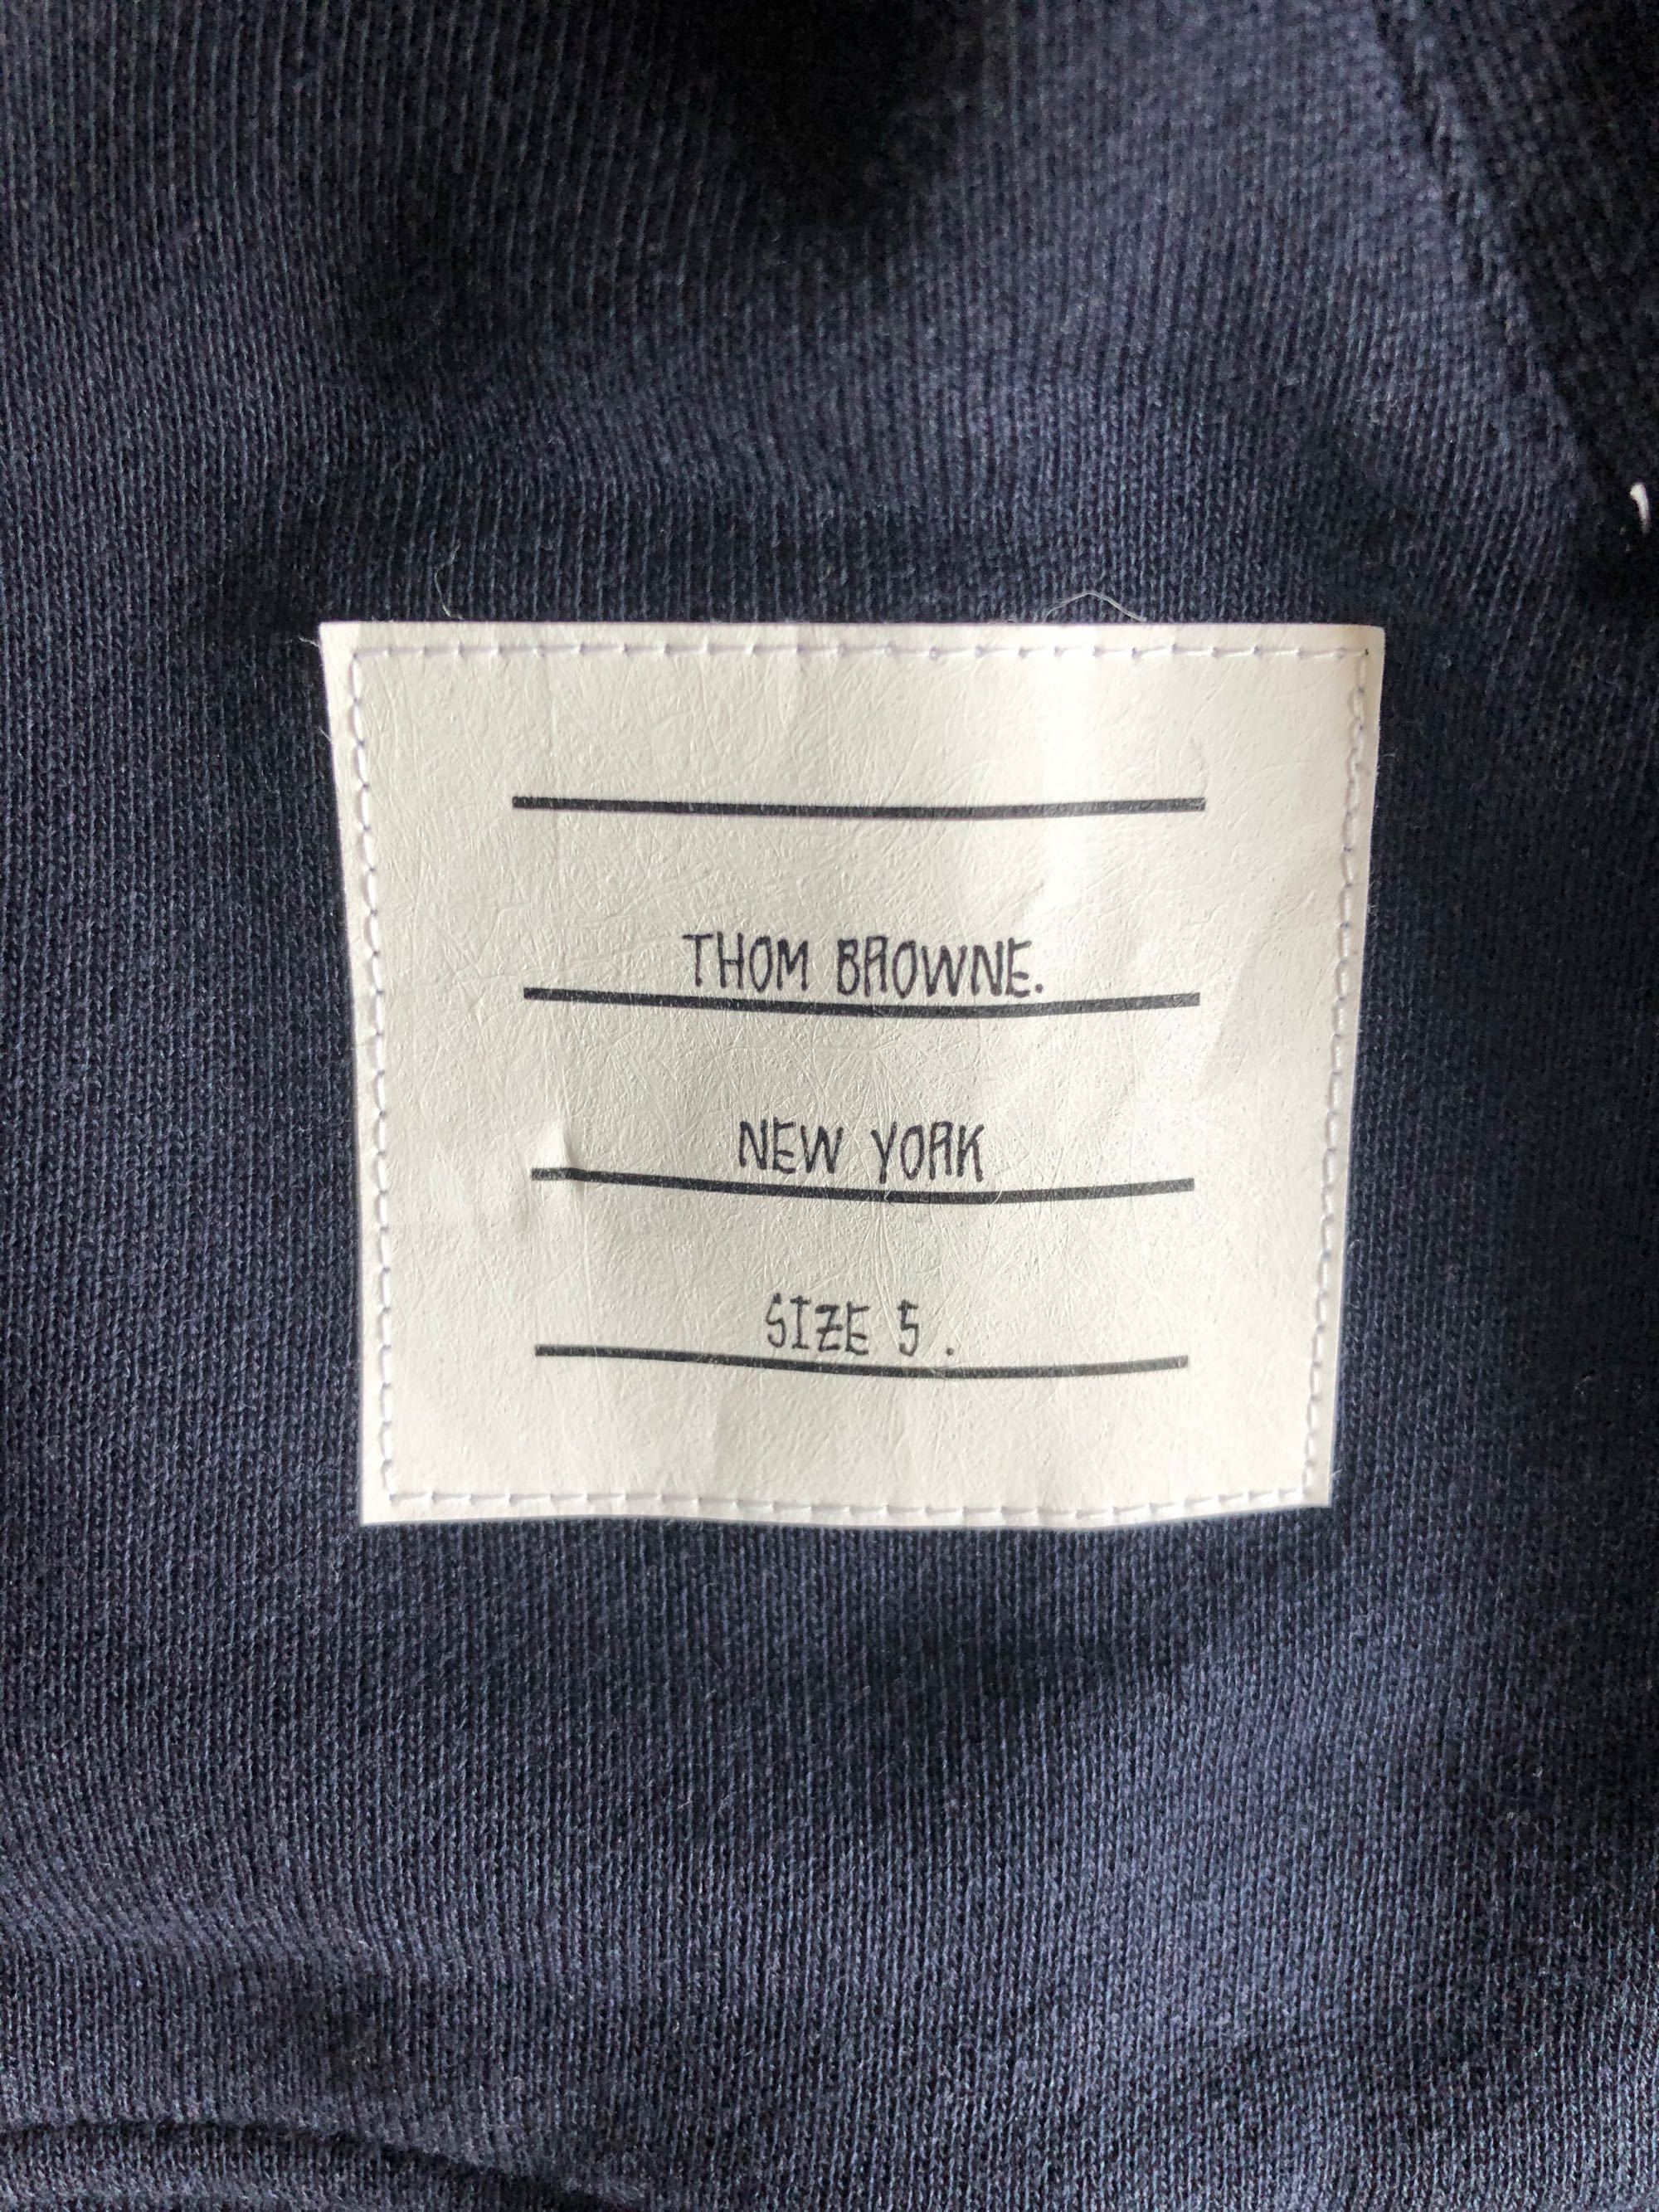 THOM BROWNE.
NEW YORK
SIZE 5 .